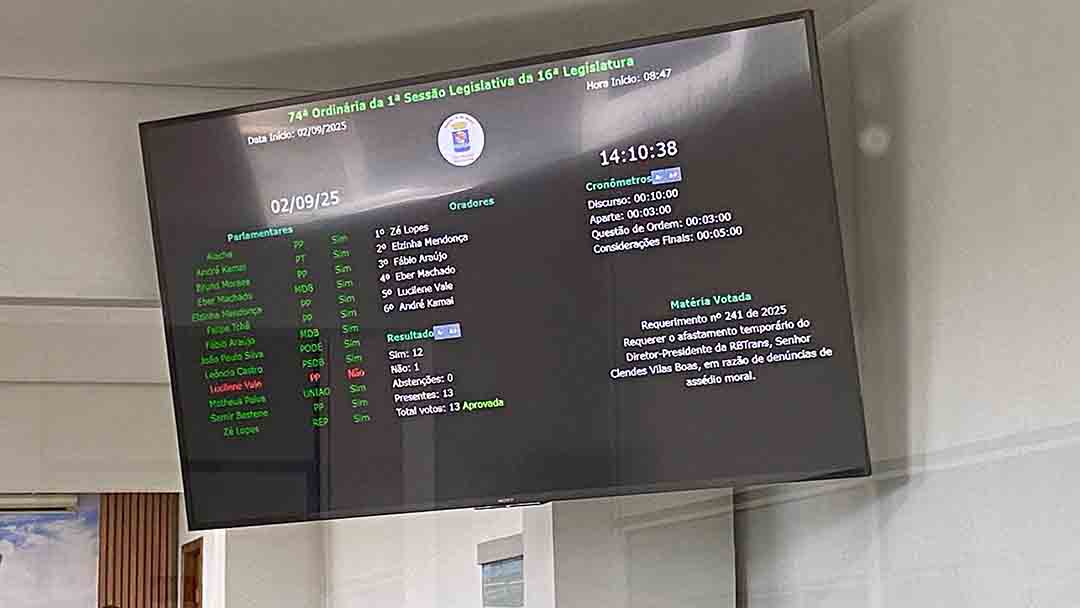 74ª Ordinária da 1ª Sessão Legislativa da 16ª Legislatura
Data Início: 02/09/2025
Hora Início: 08:47
02/09/25
14:10:38
Parlamentares
Aiache PP Sim
André Kamai PT Sim
Bruno Moraes PP Sim
Eber Machado MDB Sim
Elzinha Mendonça PP Sim
Felipe Tchê PP Sim
Fábio Araújo MDB Sim
João Paulo Silva PODE Sim
Leôncio Castro PSDB Sim
Lucilene Vale PP Não
Matheus Paiva UNIAO Sim
Samir Bestene PP Sim
Zé Lopes REP Sim
Oradores
1º Zé Lopes
2º Elzinha Mendonça
3º Fábio Araújo
4º Eber Machado
5º Lucilene Vale
6º André Kamai
Resultado
Sim: 12
Não: 1
Abstenções: 0
Presentes: 13
Total votos: 13 Aprovada
Cronômetros
Discurso: 00:10:00
Aparte: 00:03:00
Questão de Ordem: 00:03:00
Considerações Finais: 00:05:00
Matéria Votada
Requerimento nº 241 de 2025
Requerer o afastamento temporário do
Diretor-Presidente da RBTrans, Senhor
Clendes Vilas Boas, em razão de denúncias de
assédio moral.
SONY